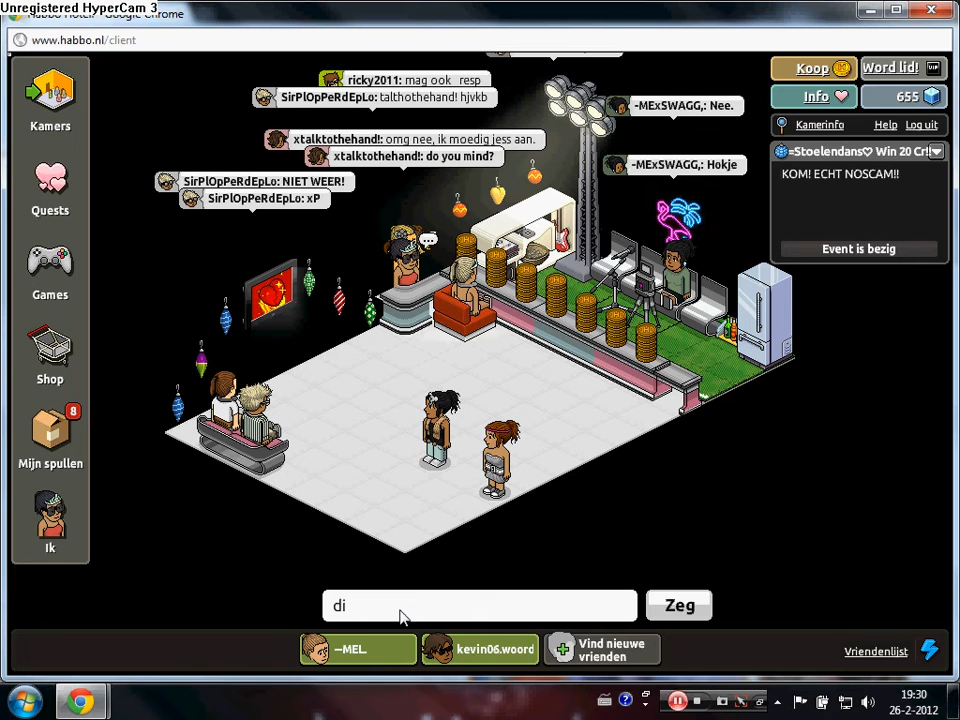 Unregistered HyperCam 3
www.habbo.nl/client
ricky2011: mag ook resp
SirPlOpPeRdEpLo: talthothehand! hjvkb
-MExSWAGG,: Nee.
xtalktothehand!: omg nee, ik moedig jess aan.
xtalktothehand!: do you mind?
-MExSWAGG,: Hokje
SirPlOpPeRdEpLo: NIET WEER!
SirPlOpPeRdEpLo: xP
Kamers
Quests
Games
Shop
8
Mijn spullen
Ik
Koop
Word lid! VIP
Info
655
Kamerinfo Help Log uit
=Stoelendans♡ Win 20 Cr!!
KOM! ECHT NOSCAM!!
Event is bezig
di
Zeg
—MEL.
kevin06.woord
Vind nieuwe
vrienden
Vriendenlijst
19:30
26-2-2012